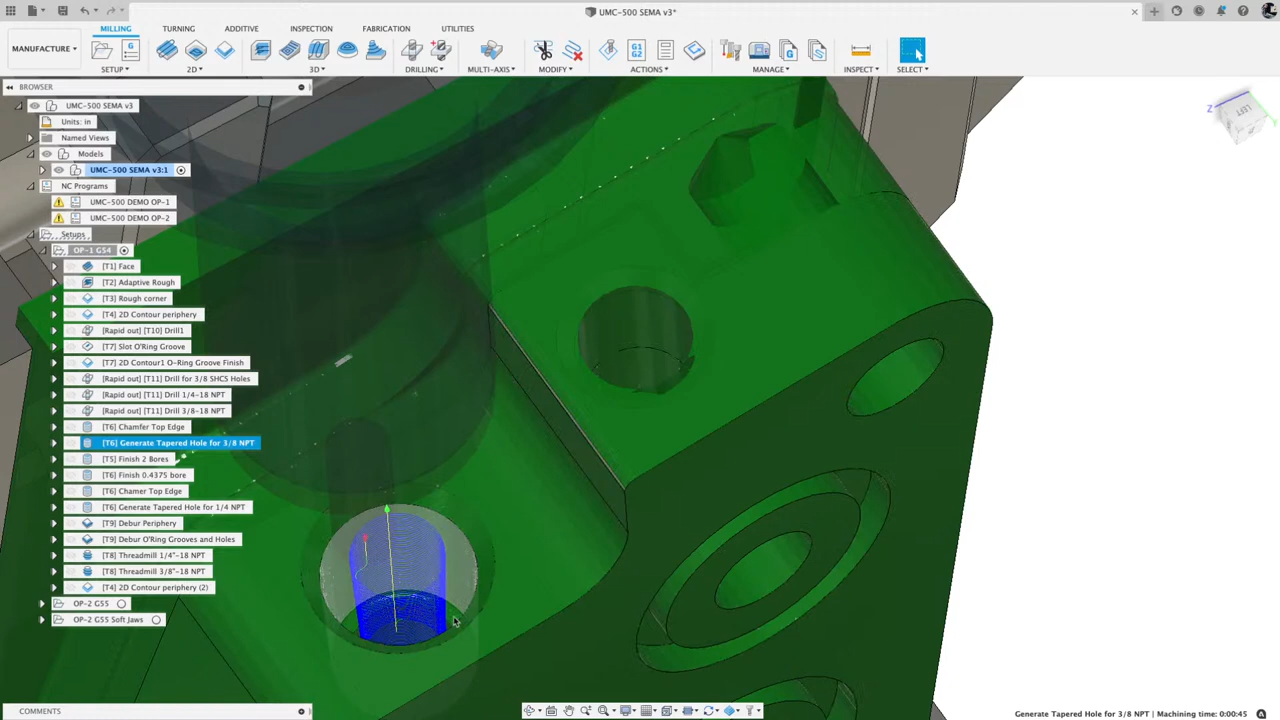 UMC-500 SEMA v3*
MANUFACTURE
MILLING TURNING ADDITIVE INSPECTION FABRICATION UTILITIES
G1
G2
SETUP 2D 3D DRILLING MULTI-AXIS MODIFY ACTIONS MANAGE INSPECT SELECT
BROWSER
UMC-500 SEMA v3
Units: in
Named Views
Models
UMC-500 SEMA v3:1
NC Programs
UMC-500 DEMO OP-1
UMC-500 DEMO OP-2
Setups
OP-1 G54
[T1] Face
[T2] Adaptive Rough
[T3] Rough corner
[T4] 2D Contour periphery
[Rapid out] [T10] Drill1
[T7] Slot O'Ring Groove
[T7] 2D Contour1 O-Ring Groove Finish
[Rapid out] [T11] Drill for 3/8 SHCS Holes
[Rapid out] [T11] Drill 1/4-18 NPT
[Rapid out] [T11] Drill 3/8-18 NPT
[T6] Chamfer Top Edge
[T6] Generate Tapered Hole for 3/8 NPT
[T5] Finish 2 Bores
[T6] Finish 0.4375 bore
[T6] Chamer Top Edge
[T6] Generate Tapered Hole for 1/4 NPT
[T9] Debur Periphery
[T9] Debur O'Ring Grooves and Holes
[T8] Threadmill 1/4"-18 NPT
[T8] Threadmill 3/8"-18 NPT
[T4] 2D Contour periphery (2)
OP-2 G55
OP-2 G55 Soft Jaws
Z
LEFT
COMMENTS
Generate Tapered Hole for 3/8 NPT | Machining time: 0:00:45